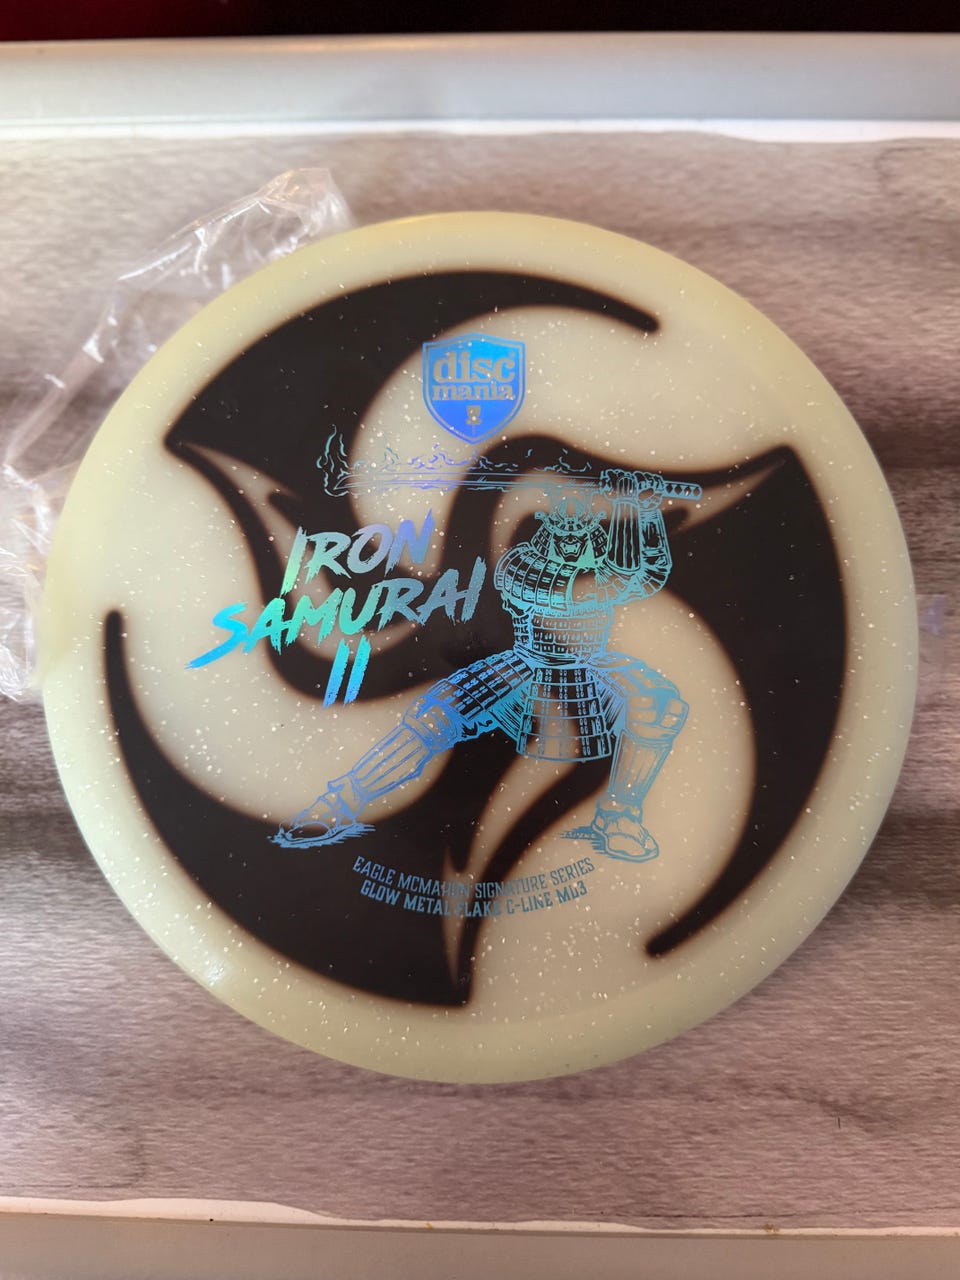 disc
mania
IRON
SAMURAI
II
EAGLE MCMAHON SIGNATURE SERIES
GLOW METAL FLAKE C-LINE MD3